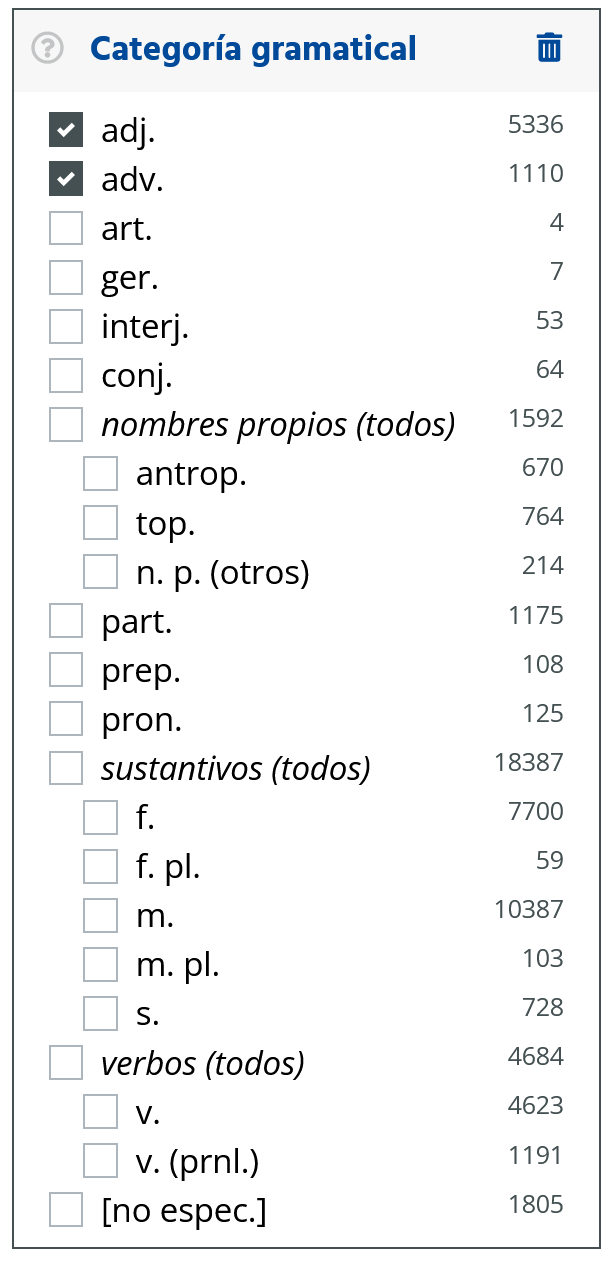 Categoría gramatical
adj. 5336
adv. 1110
art. 4
ger. 7
interj. 53
conj. 64
nombres propios (todos) 1592
antrop. 670
top. 764
n. p. (otros) 214
part. 1175
prep. 108
pron. 125
sustantivos (todos) 18387
f. 7700
f. pl. 59
m. 10387
m. pl. 103
s. 728
verbos (todos) 4684
v. 4623
v. (prnl.) 1191
[no espec.] 1805